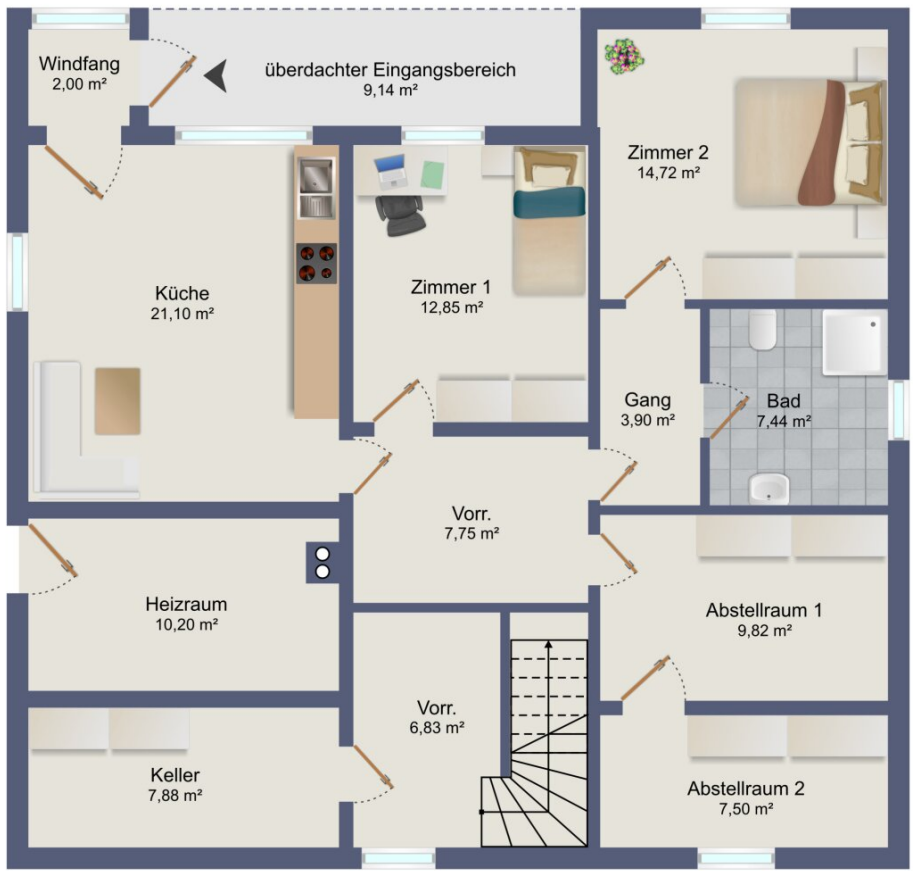 Windfang
2,00 m²
überdachter Eingangsbereich
9,14 m²
Zimmer 2
14,72 m²
Küche
21,10 m²
Zimmer 1
12,85 m²
Gang
3,90 m²
Bad
7,44 m²
Vorr.
7,75 m²
Heizraum
10,20 m²
Abstellraum 1
9,82 m²
Vorr.
6,83 m²
Keller
7,88 m²
Abstellraum 2
7,50 m²